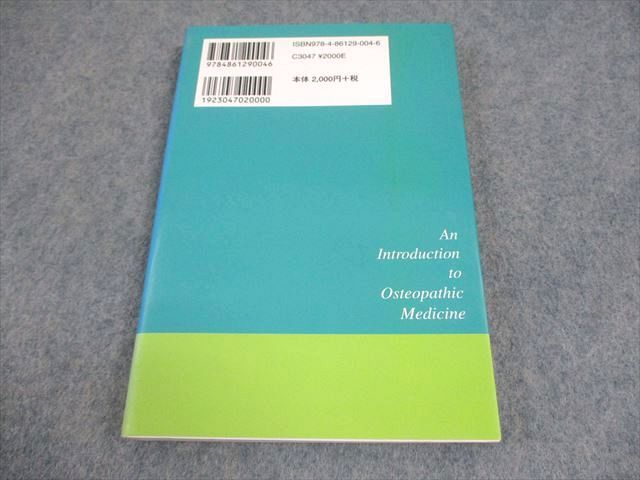 ISBN978-4-86129-004-6
C3047 ¥2000E
9784861290046
本体 2,000円+税
1923047020000
An
Introduction
to
Osteopathic
Medicine